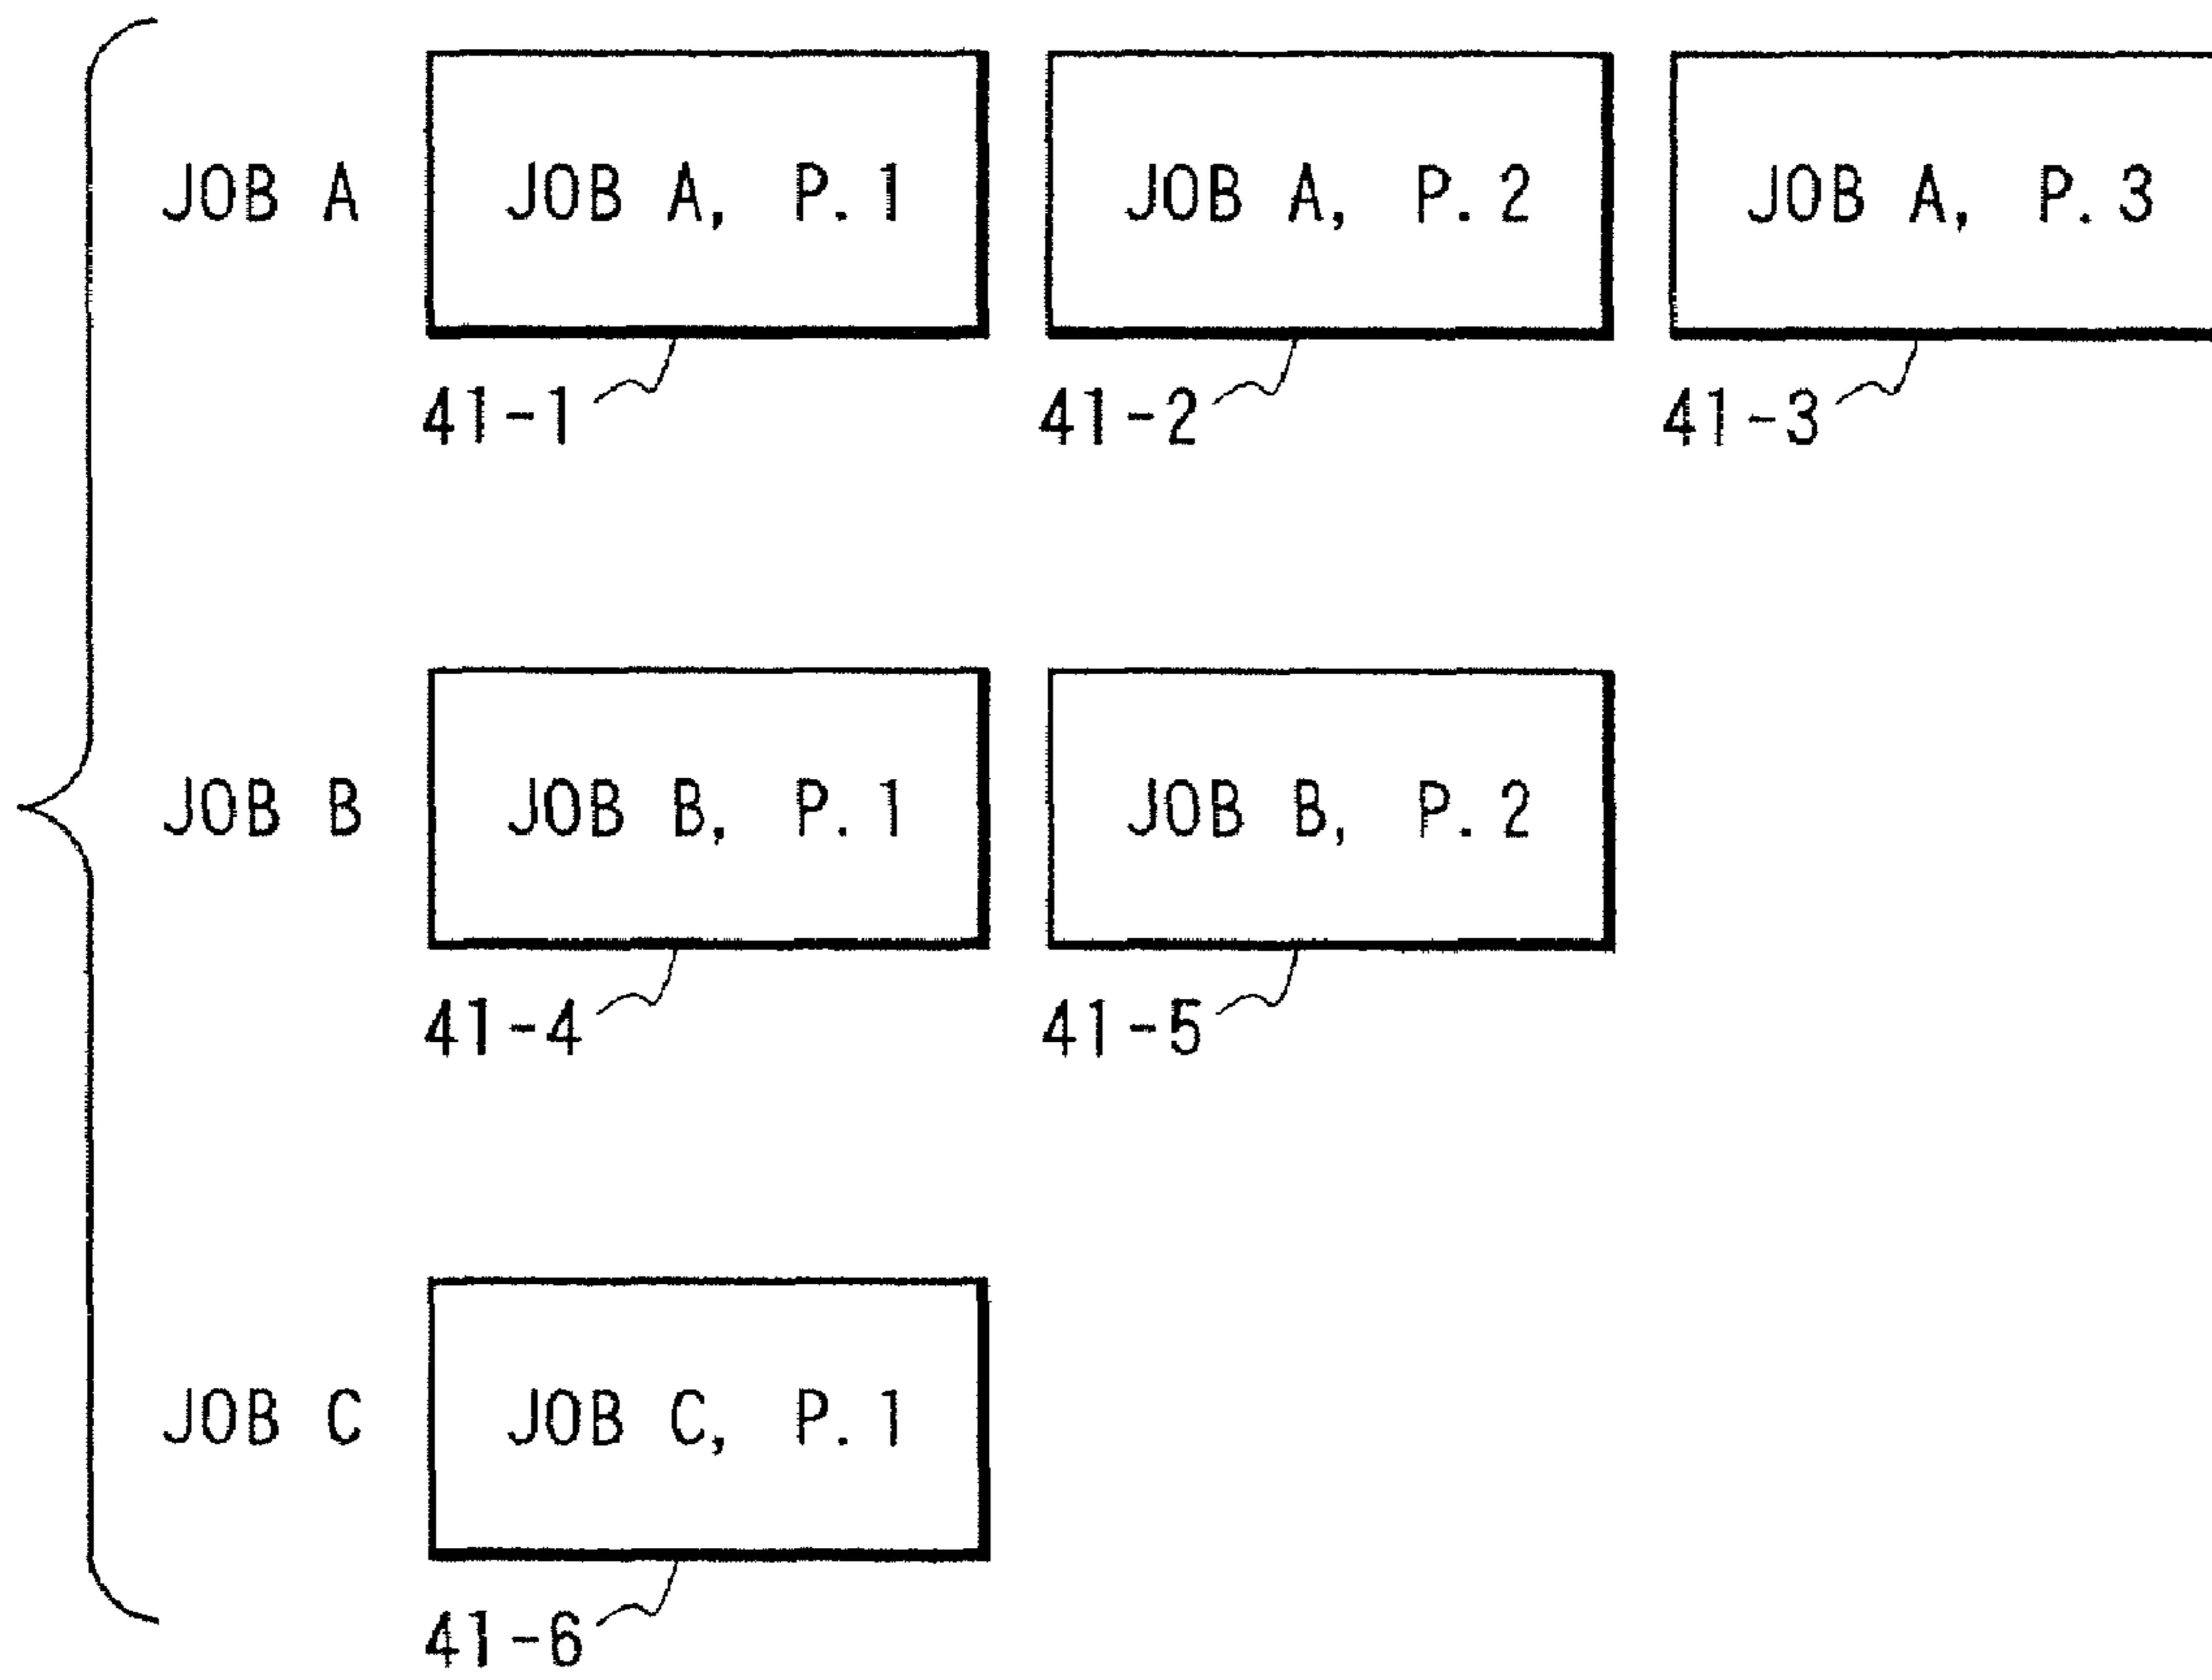 JOB A JOB A, P. 1 JOB A, P. 2 JOB A, P. 3
41-1 41-2 41-3
JOB B JOB B, P. 1 JOB B, P. 2
41-4 41-5
JOB C JOB C, P. 1
41-6